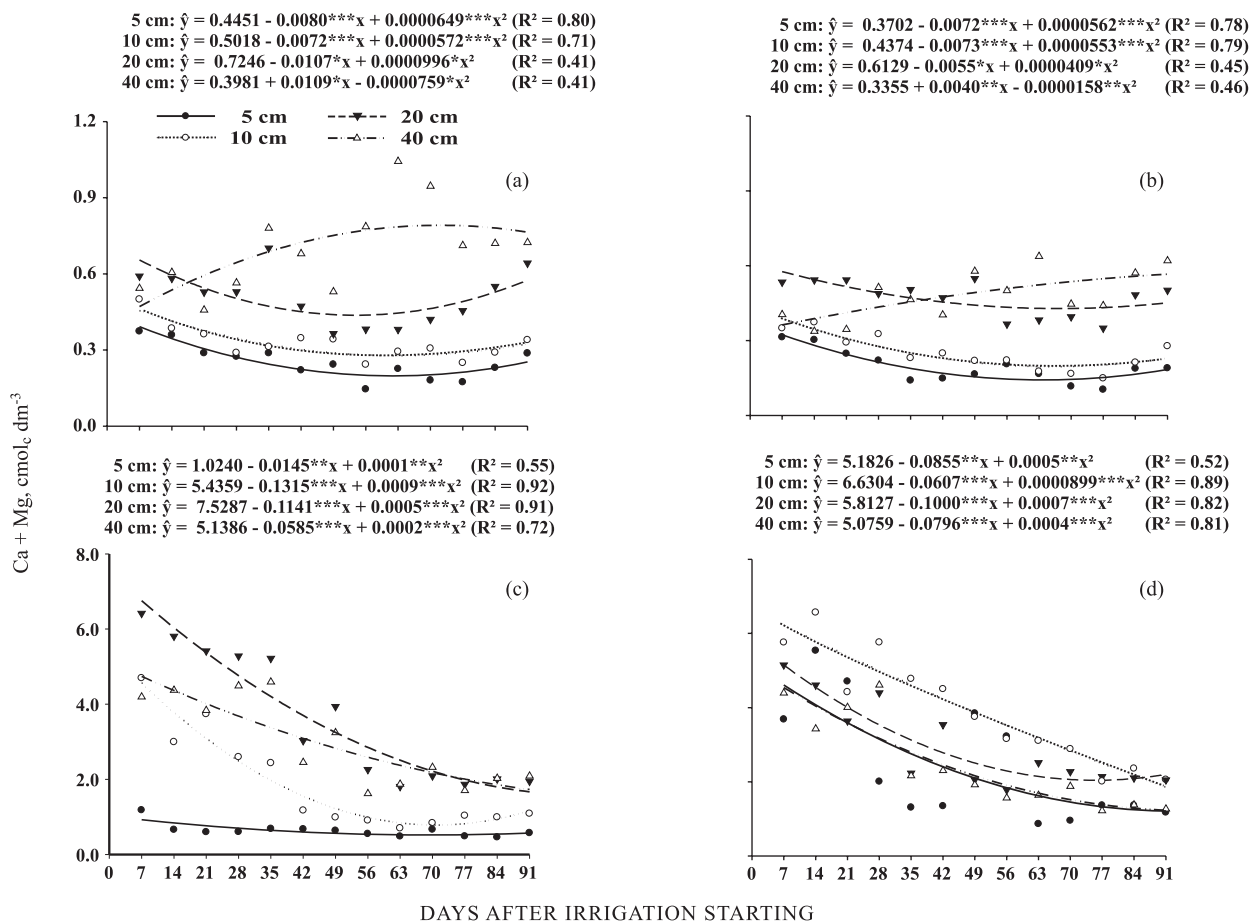 5 cm: ŷ = 0.4451 - 0.0080***x + 0.0000649***x² (R² = 0.80)
10 cm: ŷ = 0.5018 - 0.0072***x + 0.0000572***x² (R² = 0.71)
20 cm: ŷ = 0.7246 - 0.0107*x + 0.0000996*x² (R² = 0.41)
40 cm: ŷ = 0.3981 + 0.0109*x - 0.0000759*x² (R² = 0.41)
5 cm: ŷ = 0.3702 - 0.0072***x + 0.0000562***x² (R² = 0.78)
10 cm: ŷ = 0.4374 - 0.0073***x + 0.0000553***x² (R² = 0.79)
20 cm: ŷ = 0.6129 - 0.0055*x + 0.0000409*x² (R² = 0.45)
40 cm: ŷ = 0.3355 + 0.0040**x - 0.0000158**x² (R² = 0.46)
5 cm 20 cm
10 cm 40 cm
1.2
0.9
0.6
0.3
0.0
(a)
(b)
Ca + Mg, cmolc dm⁻³
5 cm: ŷ = 1.0240 - 0.0145**x + 0.0001**x² (R² = 0.55)
10 cm: ŷ = 5.4359 - 0.1315***x + 0.0009***x² (R² = 0.92)
20 cm: ŷ = 7.5287 - 0.1141***x + 0.0005***x² (R² = 0.91)
40 cm: ŷ = 5.1386 - 0.0585***x + 0.0002***x² (R² = 0.72)
5 cm: ŷ = 5.1826 - 0.0855**x + 0.0005**x² (R² = 0.52)
10 cm: ŷ = 6.6304 - 0.0607***x + 0.0000899***x² (R² = 0.89)
20 cm: ŷ = 5.8127 - 0.1000***x + 0.0007***x² (R² = 0.82)
40 cm: ŷ = 5.0759 - 0.0796***x + 0.0004***x² (R² = 0.81)
8.0
6.0
4.0
2.0
0.0
(c)
(d)
0 7 14 21 28 35 42 49 56 63 70 77 84 91
0 7 14 21 28 35 42 49 56 63 70 77 84 91
DAYS AFTER IRRIGATION STARTING